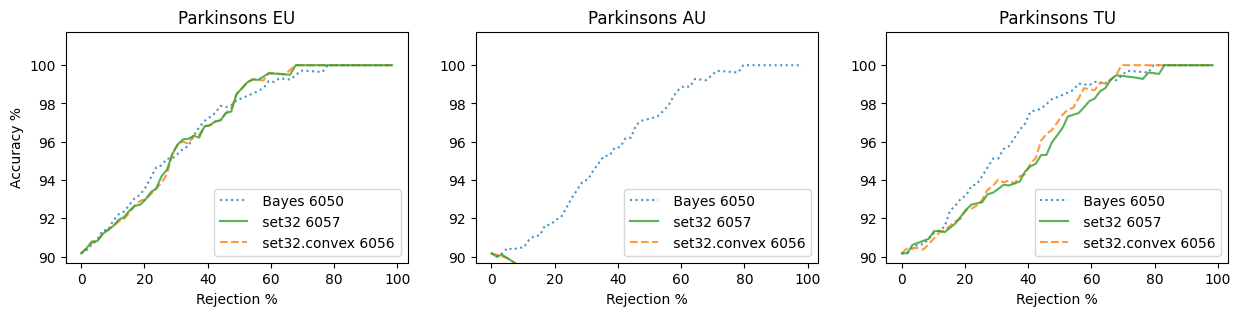 Parkinsons EU
Accuracy %
100
98
96
94
92
90
Bayes 6050
set32 6057
set32.convex 6056
0 20 40 60 80 100
Rejection %
Parkinsons AU
100
98
96
94
92
90
Bayes 6050
set32 6057
set32.convex 6056
0 20 40 60 80 100
Rejection %
Parkinsons TU
100
98
96
94
92
90
Bayes 6050
set32 6057
set32.convex 6056
0 20 40 60 80 100
Rejection %